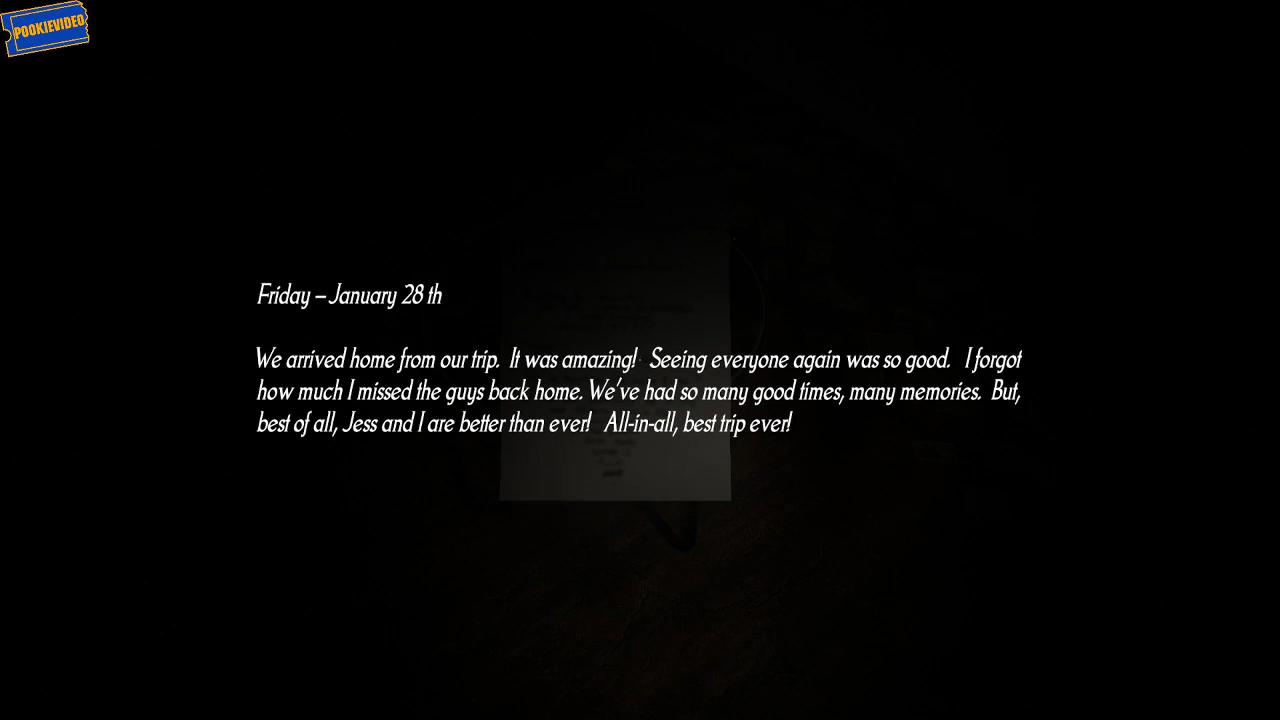 POOKIEVIDEO
Friday – January 28 th
We arrived home from our trip. It was amazing! Seeing everyone again was so good. I forgot
how much I missed the guys back home. We've had so many good times, many memories. But,
best of all, Jess and I are better than ever! All-in-all, best trip ever!